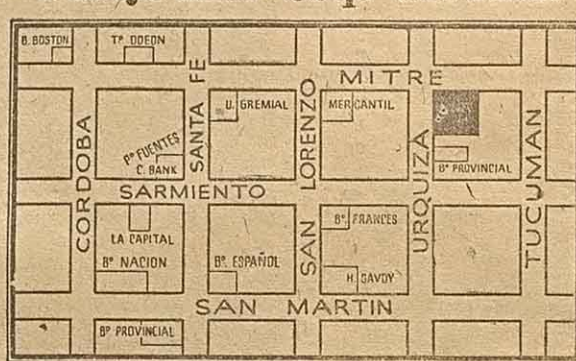 B. BOSTON
Tº. ODEON
MITRE
CORDOBA
SANTA FE
U. GREMIAL
SAN LORENZO
MERCANTIL
URQUIZA
Bº PROVINCIAL
TUCUMAN
Pº FUENTES
C. BANK
SARMIENTO
LA CAPITAL
Bº NACION
Bº. ESPAÑOL
Bº. FRANCES
H. SAVOY
SAN MARTIN
Bº PROVINCIAL